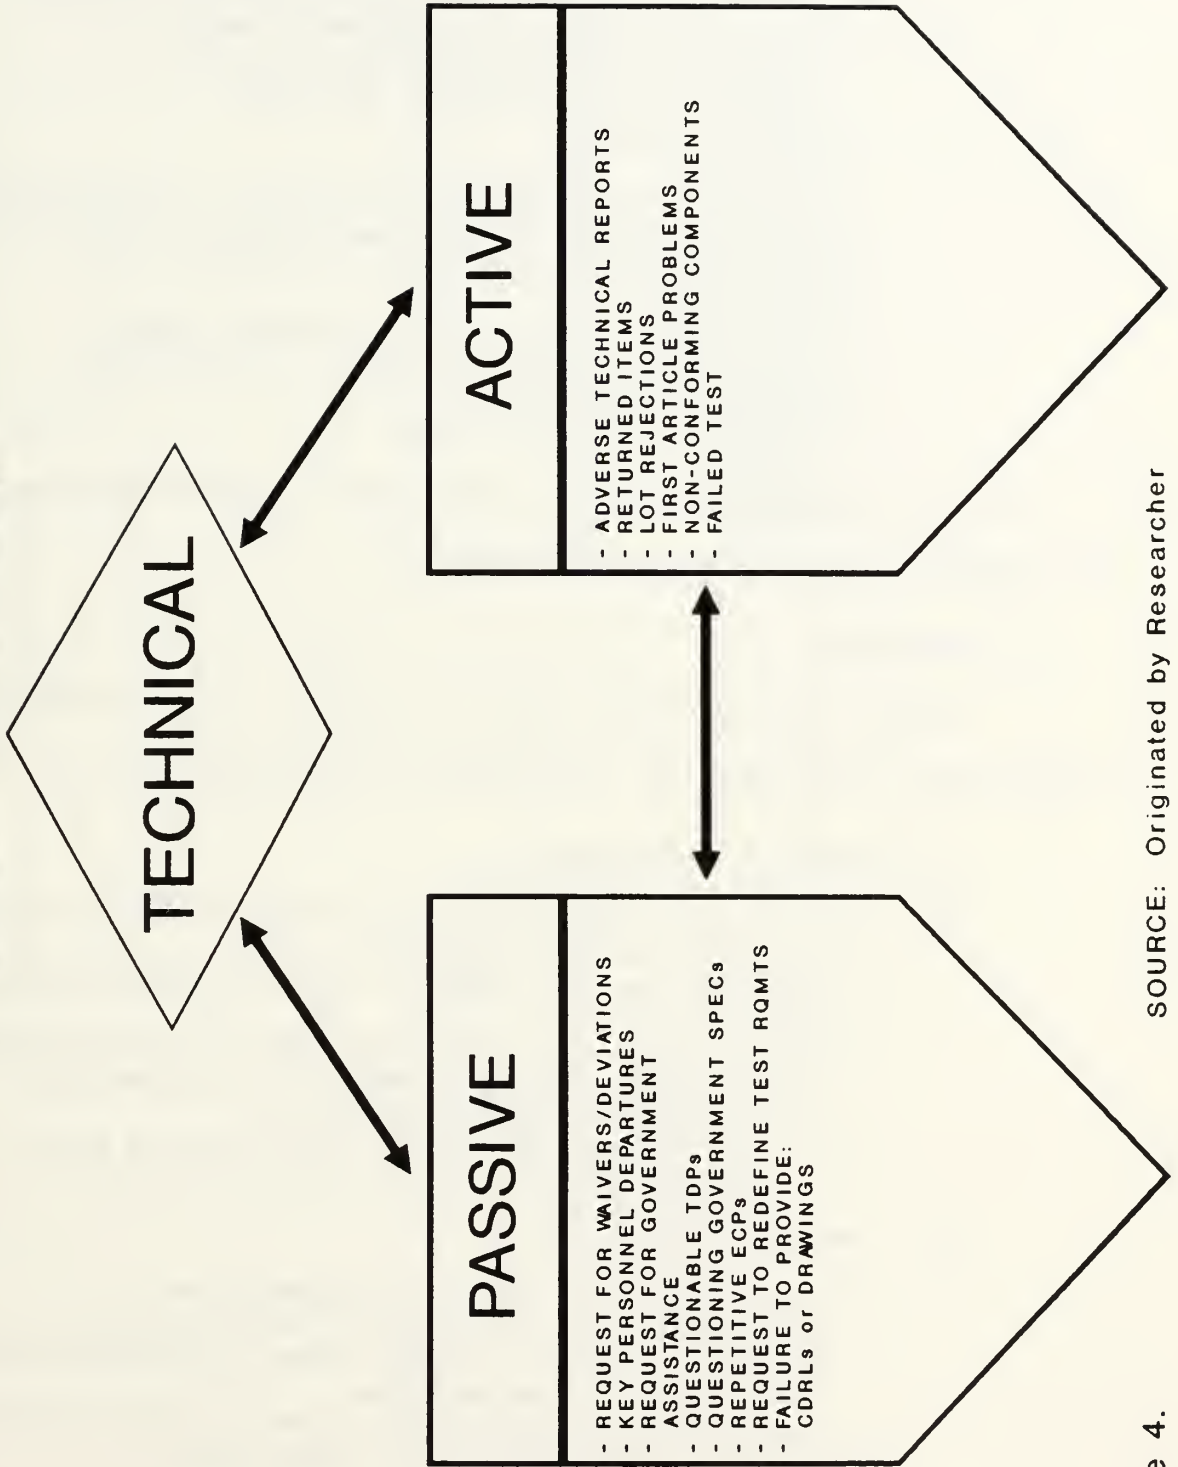 TECHNICAL
PASSIVE
- REQUEST FOR WAIVERS/DEVIATIONS
- KEY PERSONNEL DEPARTURES
- REQUEST FOR GOVERNMENT
ASSISTANCE
- QUESTIONABLE TDPs
- QUESTIONING GOVERNMENT SPECs
- REPETITIVE ECPs
- REQUEST TO REDEFINE TEST RQMTS
- FAILURE TO PROVIDE:
CDRLs or DRAWINGS
ACTIVE
- ADVERSE TECHNICAL REPORTS
- RETURNED ITEMS
- LOT REJECTIONS
- FIRST ARTICLE PROBLEMS
- NON-CONFORMING COMPONENTS
- FAILED TEST
e 4.
SOURCE: Originated by Researcher